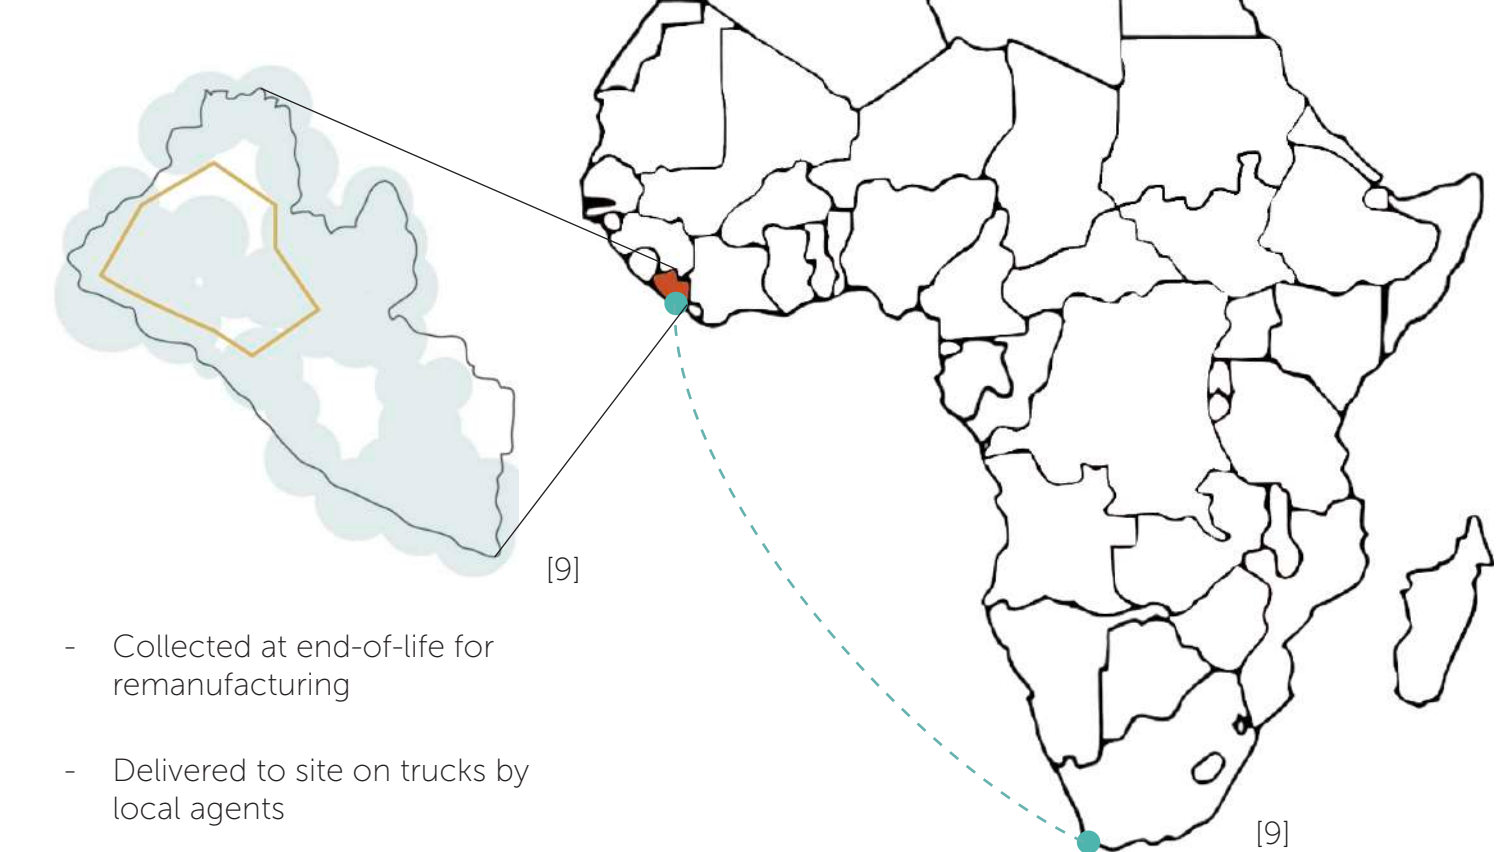 [9]
- Collected at end-of-life for
remanufacturing
- Delivered to site on trucks by
local agents
[9]